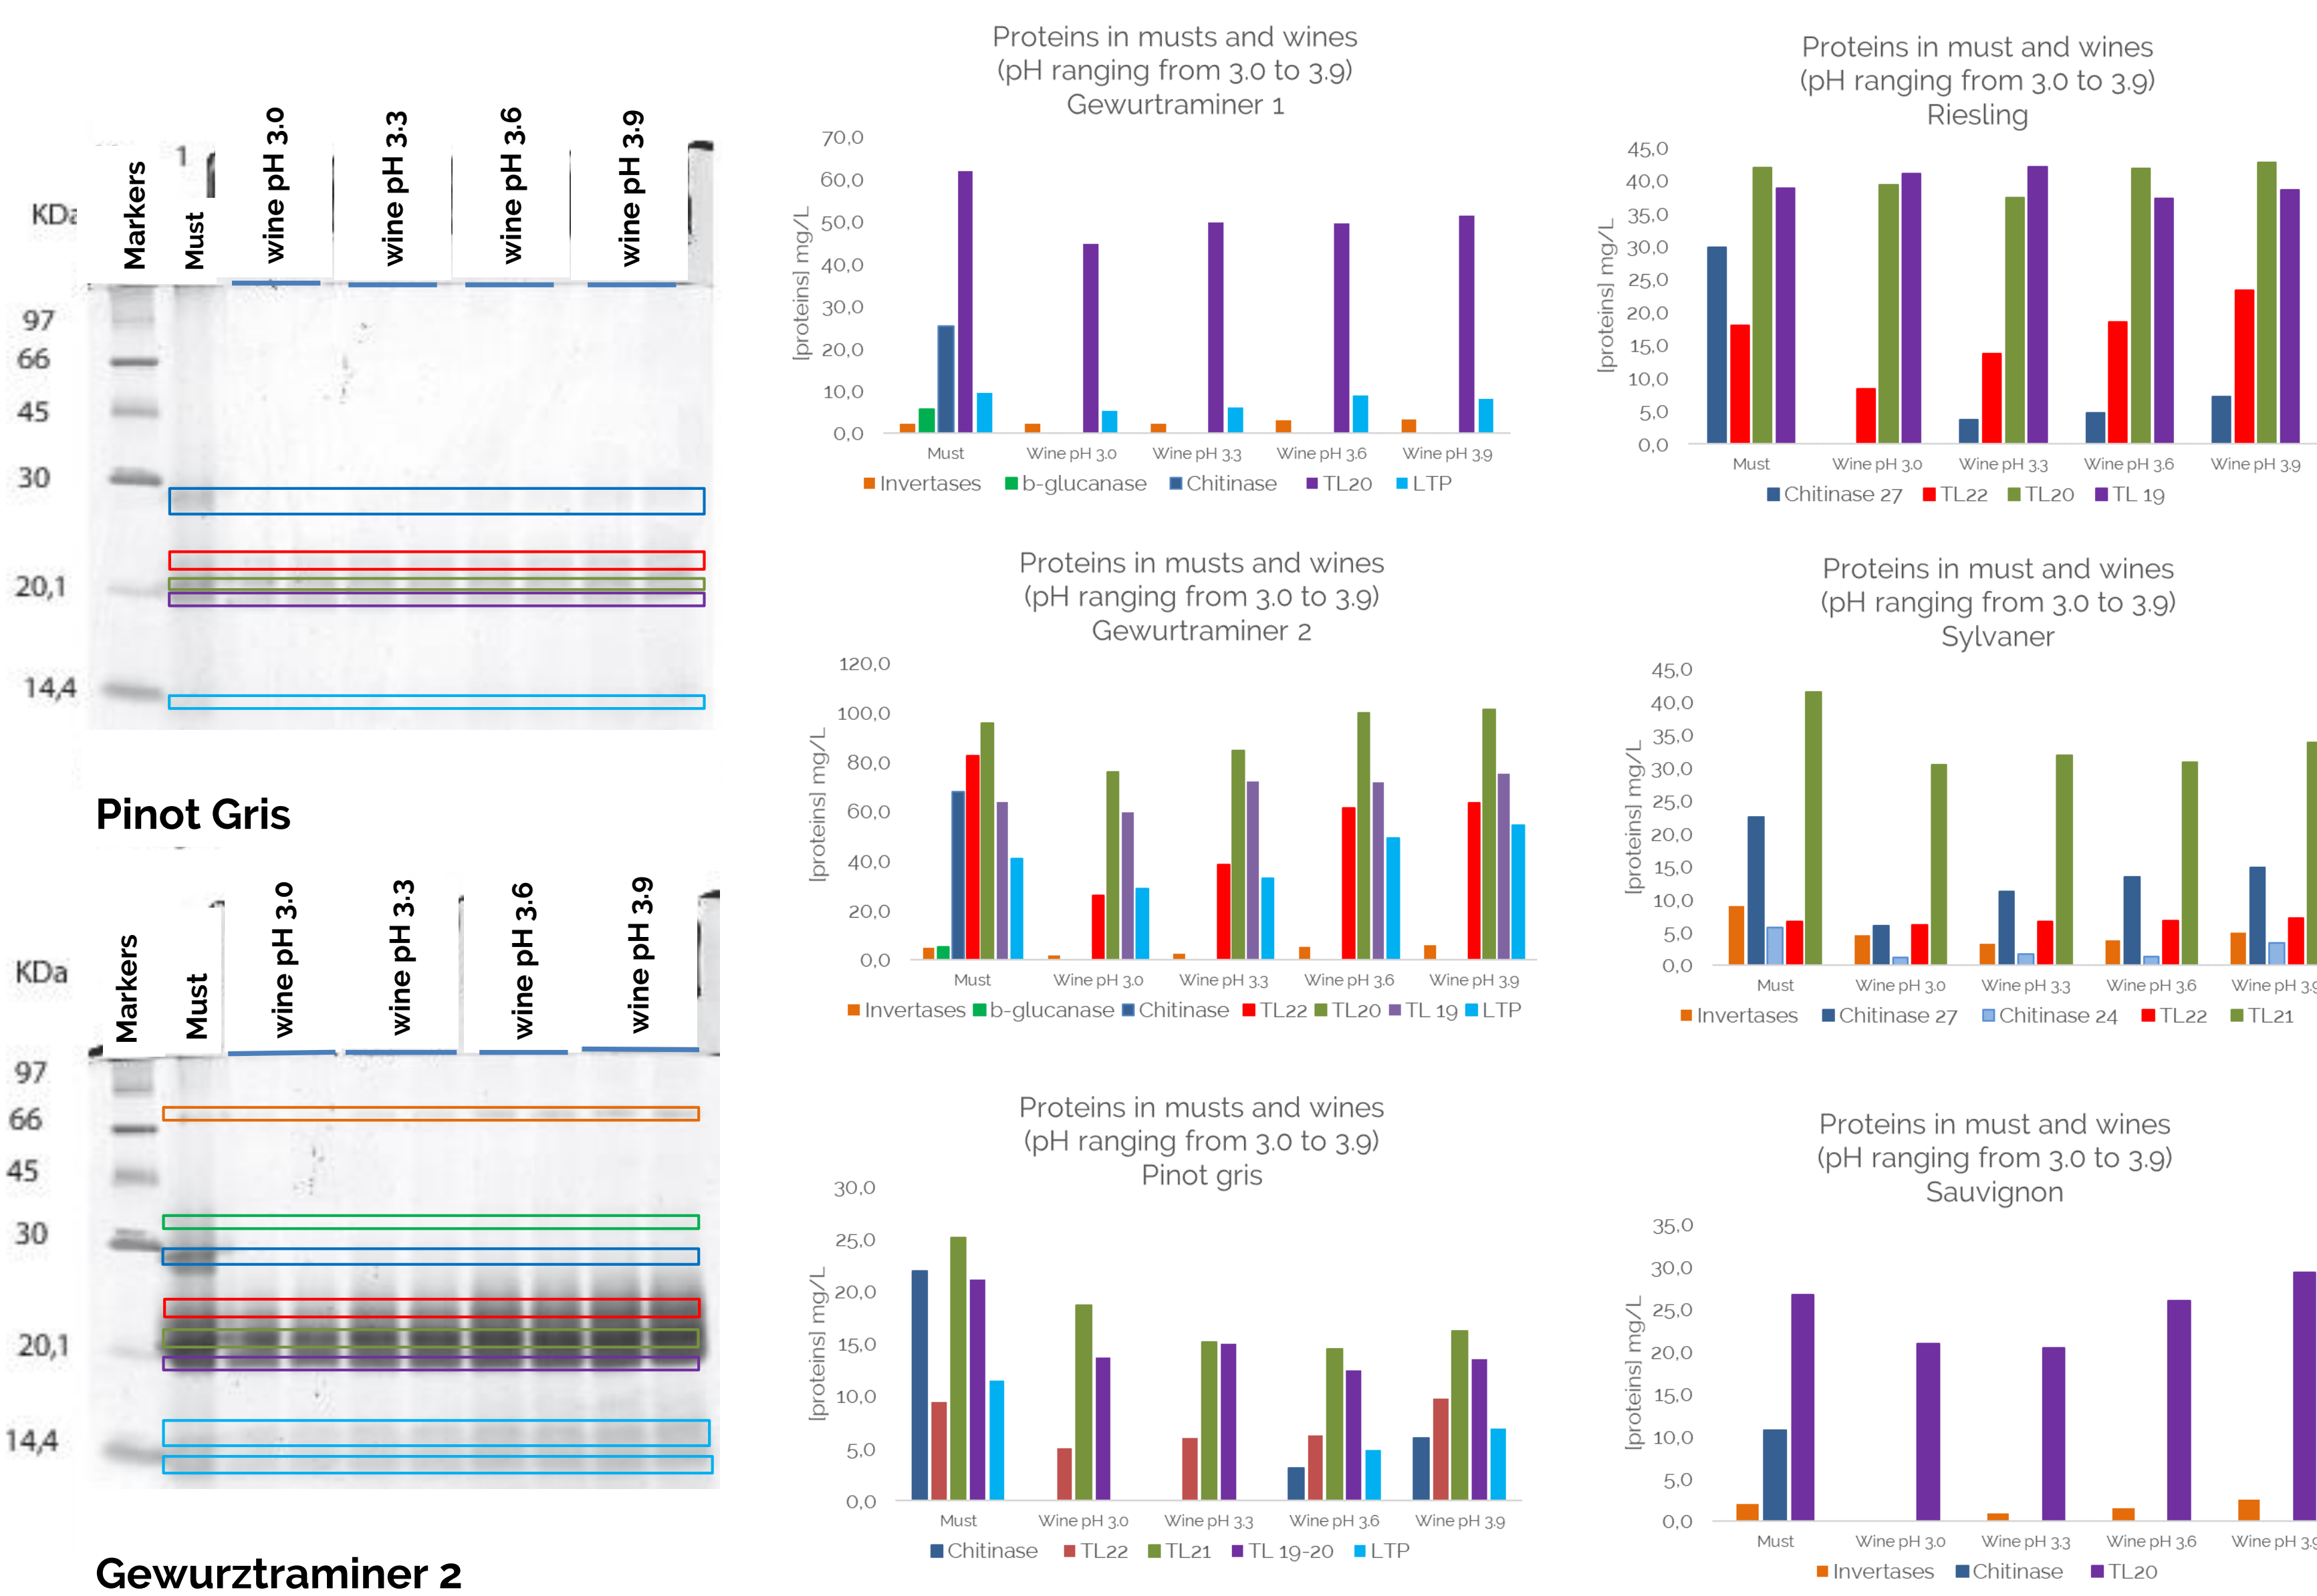 1
KDa
Markers
Must
wine pH 3.0
wine pH 3.3
wine pH 3.6
wine pH 3.9
97
66
45
30
20,1
14,4
Pinot Gris
KDa
Markers
Must
wine pH 3.0
wine pH 3.3
wine pH 3.6
wine pH 3.9
97
66
45
30
20,1
14,4
Gewurztraminer 2
Proteins in musts and wines
(pH ranging from 3.0 to 3.9)
Gewurtraminer 1
[proteins] mg/L
70,0
60,0
50,0
40,0
30,0
20,0
10,0
0,0
Must Wine pH 3.0 Wine pH 3.3 Wine pH 3.6 Wine pH 3.9
Invertases b-glucanase Chitinase TL20 LTP
Proteins in musts and wines
(pH ranging from 3.0 to 3.9)
Gewurtraminer 2
[proteins] mg/L
120,0
100,0
80,0
60,0
40,0
20,0
0,0
Must Wine pH 3.0 Wine pH 3.3 Wine pH 3.6 Wine pH 3.9
Invertases b-glucanase Chitinase TL22 TL20 TL 19 LTP
Proteins in musts and wines
(pH ranging from 3.0 to 3.9)
Pinot gris
[proteins] mg/L
30,0
25,0
20,0
15,0
10,0
5,0
0,0
Must Wine pH 3.0 Wine pH 3.3 Wine pH 3.6 Wine pH 3.9
Chitinase TL22 TL21 TL 19-20 LTP
Proteins in must and wines
(pH ranging from 3.0 to 3.9)
Riesling
[proteins] mg/L
45,0
40,0
35,0
30,0
25,0
20,0
15,0
10,0
5,0
0,0
Must Wine pH 3.0 Wine pH 3.3 Wine pH 3.6 Wine pH 3.9
Chitinase 27 TL22 TL20 TL 19
Proteins in must and wines
(pH ranging from 3.0 to 3.9)
Sylvaner
[proteins] mg/L
45,0
40,0
35,0
30,0
25,0
20,0
15,0
10,0
5,0
0,0
Must Wine pH 3.0 Wine pH 3.3 Wine pH 3.6 Wine pH 3.9
Invertases Chitinase 27 Chitinase 24 TL22 TL21
Proteins in must and wines
(pH ranging from 3.0 to 3.9)
Sauvignon
[proteins] mg/L
35,0
30,0
25,0
20,0
15,0
10,0
5,0
0,0
Must Wine pH 3.0 Wine pH 3.3 Wine pH 3.6 Wine pH 3.9
Invertases Chitinase TL20